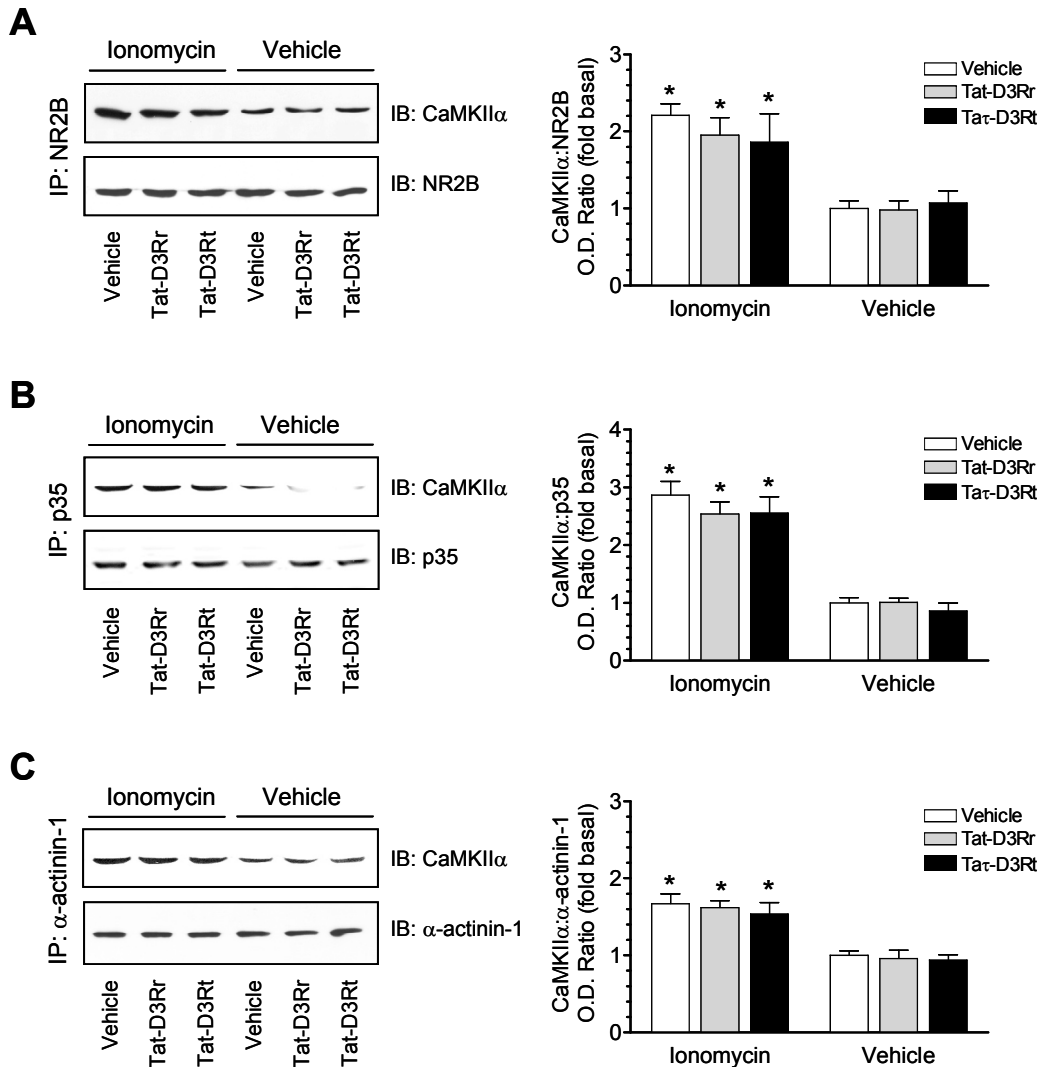 A
Ionomycin Vehicle
IP: NR2B
IB: CaMKIIα
IB: NR2B
Vehicle
Tat-D3Rr
Tat-D3Rt
Vehicle
Tat-D3Rr
Tat-D3Rt
CaMKIIα:NR2B
O.D. Ratio (fold basal)
3
2
1
0
* * *
Vehicle
Tat-D3Rr
Taτ-D3Rt
Ionomycin Vehicle
B
Ionomycin Vehicle
IP: p35
IB: CaMKIIα
IB: p35
Vehicle
Tat-D3Rr
Tat-D3Rt
Vehicle
Tat-D3Rr
Tat-D3Rt
CaMKIIα:p35
O.D. Ratio (fold basal)
4
3
2
1
0
* * *
Vehicle
Tat-D3Rr
Taτ-D3Rt
Ionomycin Vehicle
C
Ionomycin Vehicle
IP: α-actinin-1
IB: CaMKIIα
IB: α-actinin-1
Vehicle
Tat-D3Rr
Tat-D3Rt
Vehicle
Tat-D3Rr
Tat-D3Rt
CaMKIIα:α-actinin-1
O.D. Ratio (fold basal)
3
2
1
0
* * *
Vehicle
Tat-D3Rr
Taτ-D3Rt
Ionomycin Vehicle